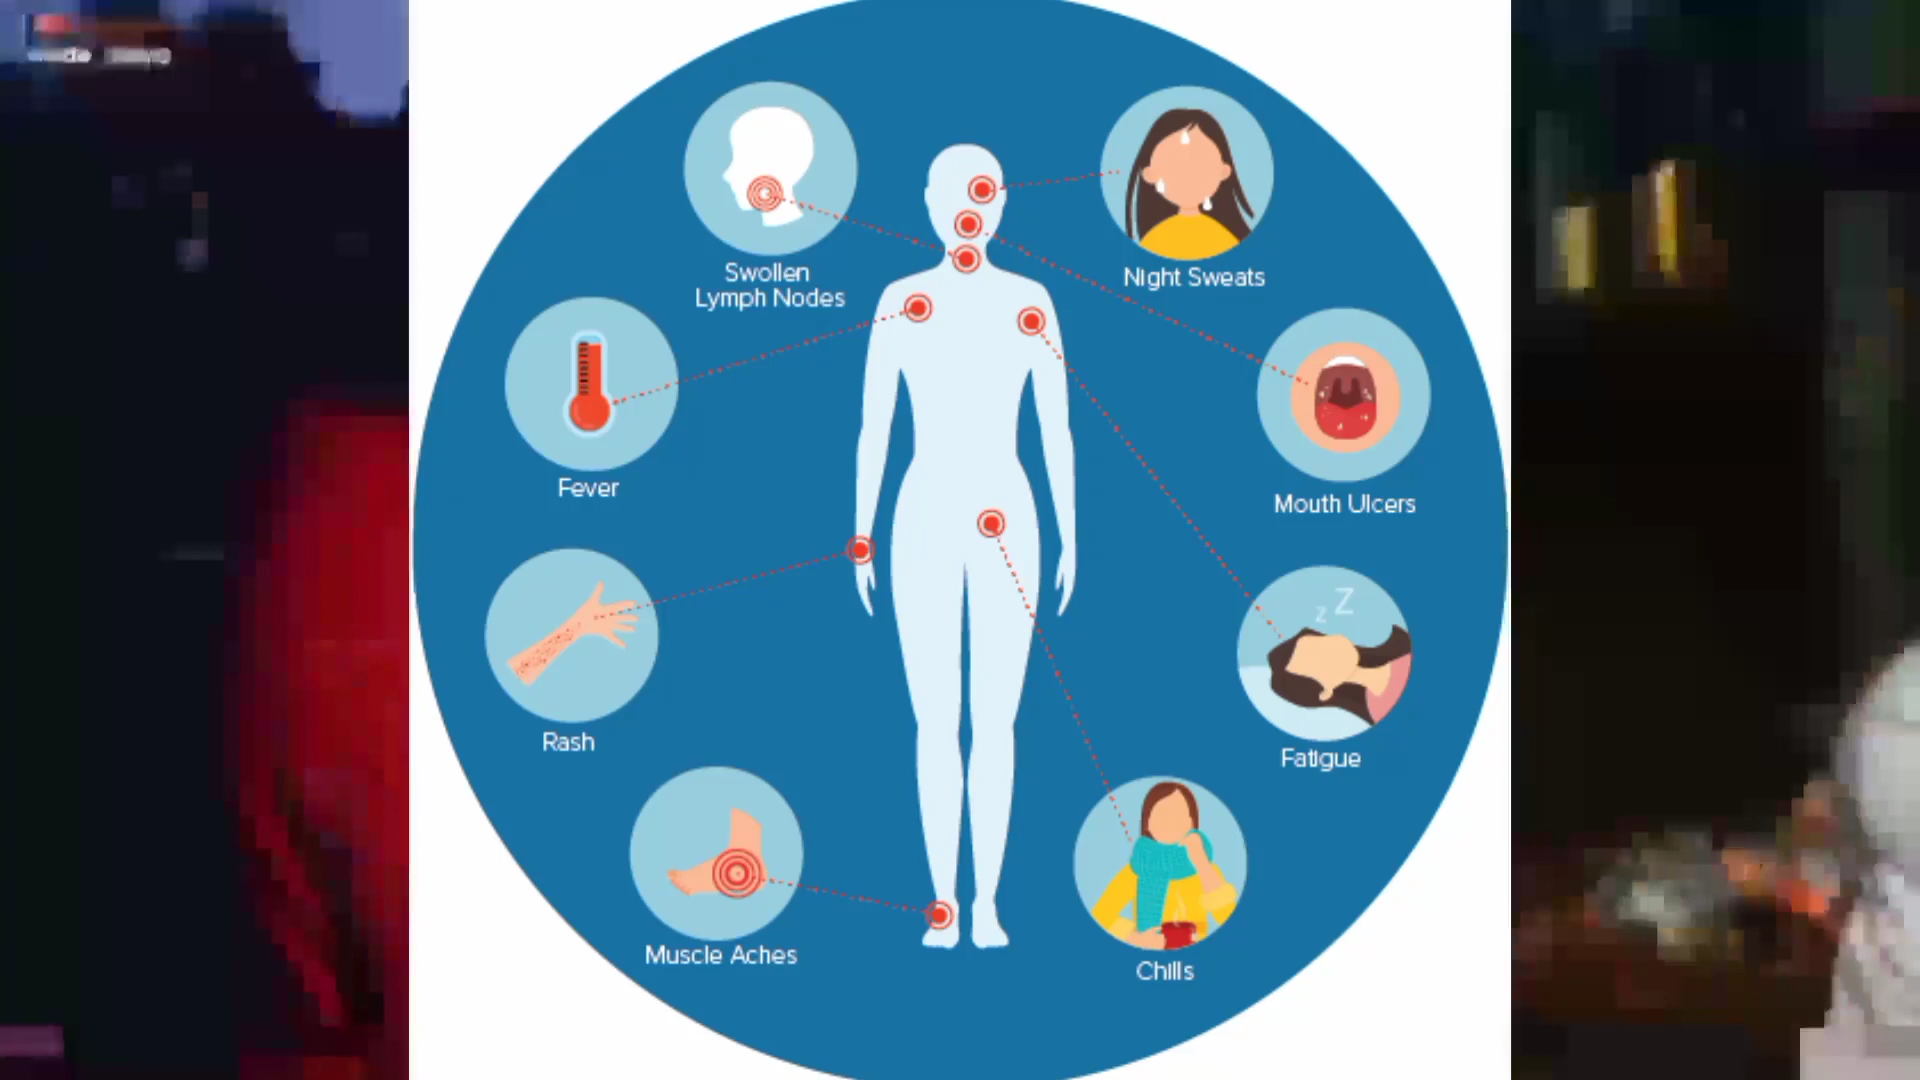 Swollen
Lymph Nodes
Night Sweats
Fever
Mouth Ulcers
Rash
Fatigue
z Z
Muscle Aches
Chills